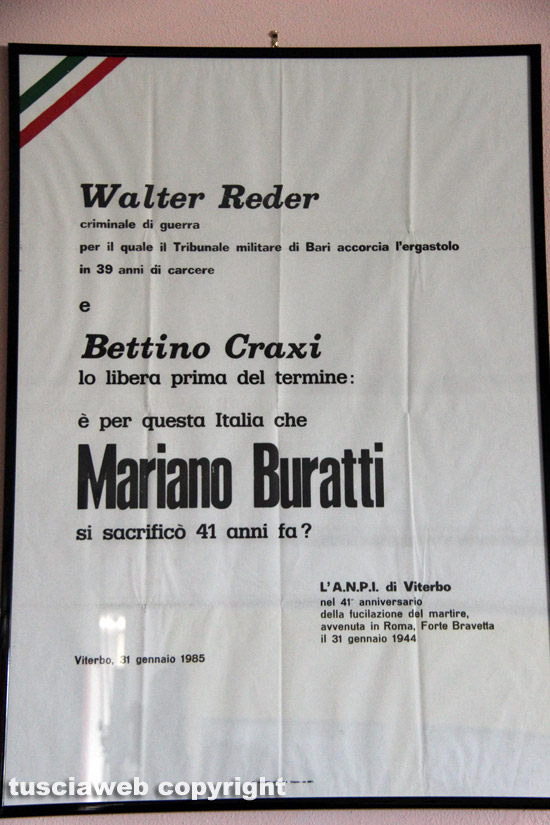 Walter Reder
criminale di guerra
per il quale il Tribunale militare di Bari accorcia l'ergastolo
in 39 anni di carcere
e
Bettino Craxi
lo libera prima del termine:
è per questa Italia che
Mariano Buratti
si sacrificò 41 anni fa?
L'A.N.P.I. di Viterbo
nel 41° anniversario
della fucilazione del martire,
avvenuta in Roma, Forte Bravetta
il 31 gennaio 1944
Viterbo, 31 gennaio 1985
tusciaweb copyright